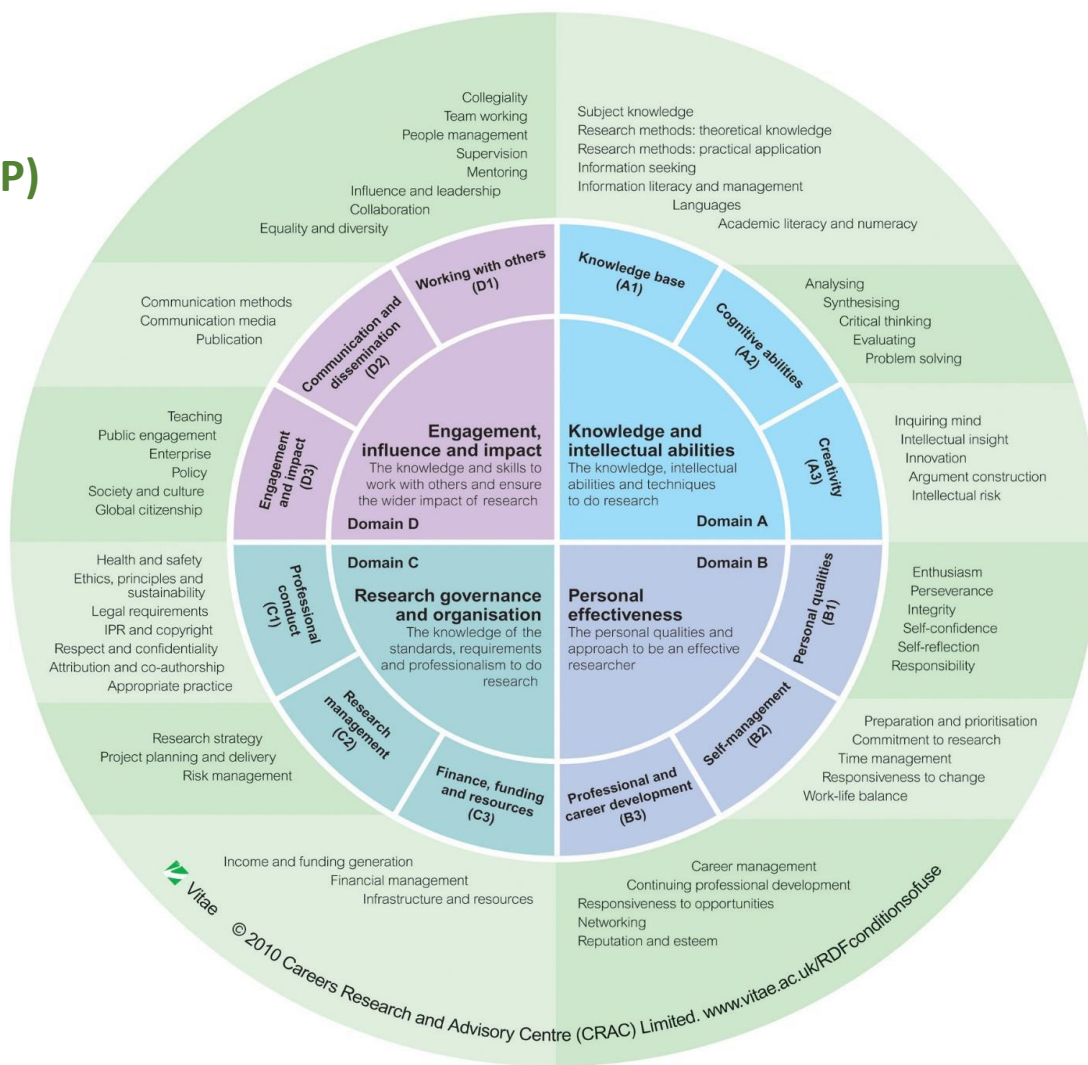 P)
Collegiality
Team working
People management
Supervision
Mentoring
Influence and leadership
Collaboration
Equality and diversity
Subject knowledge
Research methods: theoretical knowledge
Research methods: practical application
Information seeking
Information literacy and management
Languages
Academic literacy and numeracy
Communication methods
Communication media
Publication
Analysing
Synthesising
Critical thinking
Evaluating
Problem solving
Teaching
Public engagement
Enterprise
Policy
Society and culture
Global citizenship
Inquiring mind
Intellectual insight
Innovation
Argument construction
Intellectual risk
Working with others
(D1)
Knowledge base
(A1)
Communication and
dissemination
(D2)
Cognitive abilities
(A2)
Engagement
and impact
(D3)
Creativity
(A3)
Engagement,
influence and impact
The knowledge and skills to
work with others and ensure
the wider impact of research
Domain D
Knowledge and
intellectual abilities
The knowledge, intellectual
abilities and techniques
to do research
Domain A
Domain C
Research governance
and organisation
The knowledge of the
standards, requirements
and professionalism to do
research
Domain B
Personal
effectiveness
The personal qualities and
approach to be an effective
researcher
Professional
conduct
(C1)
Personal qualities
(B1)
Research
management
(C2)
Self-management
(B2)
Finance, funding
and resources
(C3)
Professional and
career development
(B3)
Health and safety
Ethics, principles and
sustainability
Legal requirements
IPR and copyright
Respect and confidentiality
Attribution and co-authorship
Appropriate practice
Enthusiasm
Perseverance
Integrity
Self-confidence
Self-reflection
Responsibility
Research strategy
Project planning and delivery
Risk management
Preparation and prioritisation
Commitment to research
Time management
Responsiveness to change
Work-life balance
Income and funding generation
Financial management
Infrastructure and resources
Career management
Continuing professional development
Responsiveness to opportunities
Networking
Reputation and esteem
Vitae © 2010 Careers Research and Advisory Centre (CRAC) Limited. www.vitae.ac.uk/RDFconditionsofuse